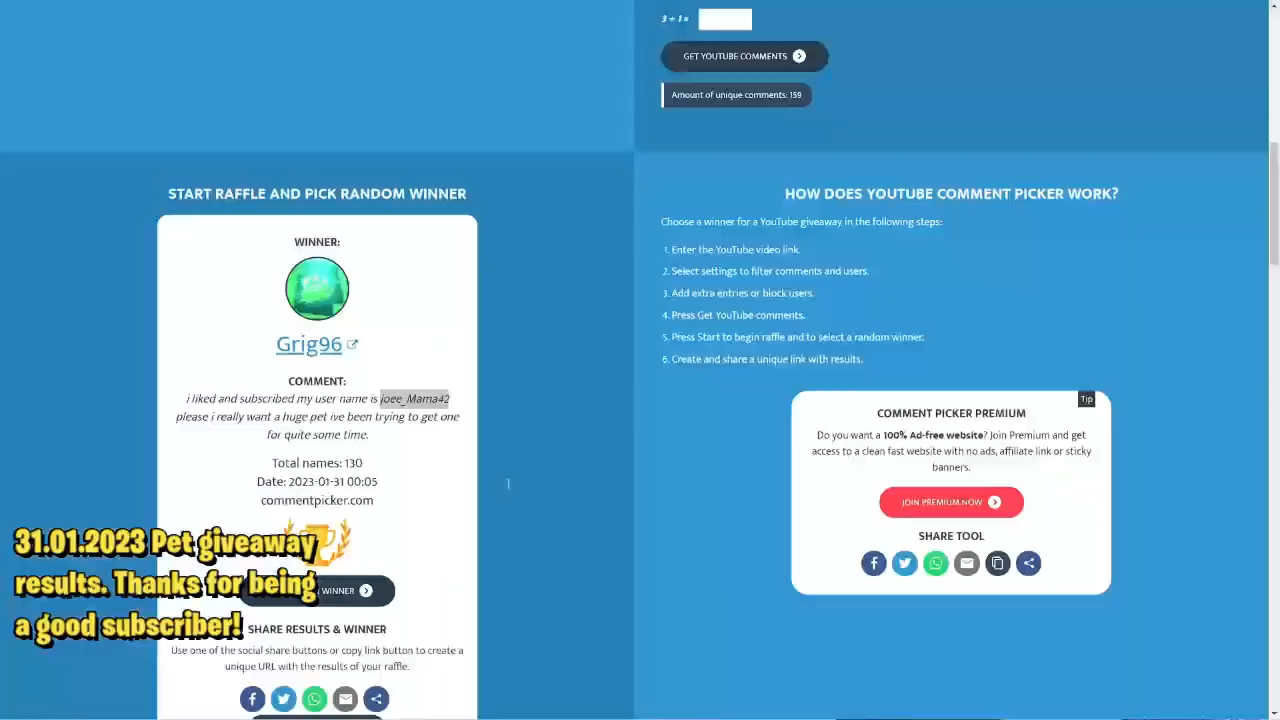 3 ÷ 1 =
GET YOUTUBE COMMENTS
Amount of unique comments: 159
START RAFFLE AND PICK RANDOM WINNER
WINNER:
Grig96
COMMENT:
i liked and subscribed my user name is joee_Mama42
please i really want a huge pet ive been trying to get one
for quite some time.
Total names: 130
Date: 2023-01-31 00:05
commentpicker.com
WINNER
SHARE RESULTS & WINNER
Use one of the social share buttons or copy link button to create a
unique URL with the results of your raffle.
31.01.2023 Pet giveaway
results. Thanks for being
a good subscriber!
HOW DOES YOUTUBE COMMENT PICKER WORK?
Choose a winner for a YouTube giveaway in the following steps:
1. Enter the YouTube video link.
2. Select settings to filter comments and users.
3. Add extra entries or block users.
4. Press Get YouTube comments.
5. Press Start to begin raffle and to select a random winner.
6. Create and share a unique link with results.
Tip
COMMENT PICKER PREMIUM
Do you want a 100% Ad-free website? Join Premium and get
access to a clean fast website with no ads, affiliate link or sticky
banners.
JOIN PREMIUM NOW
SHARE TOOL